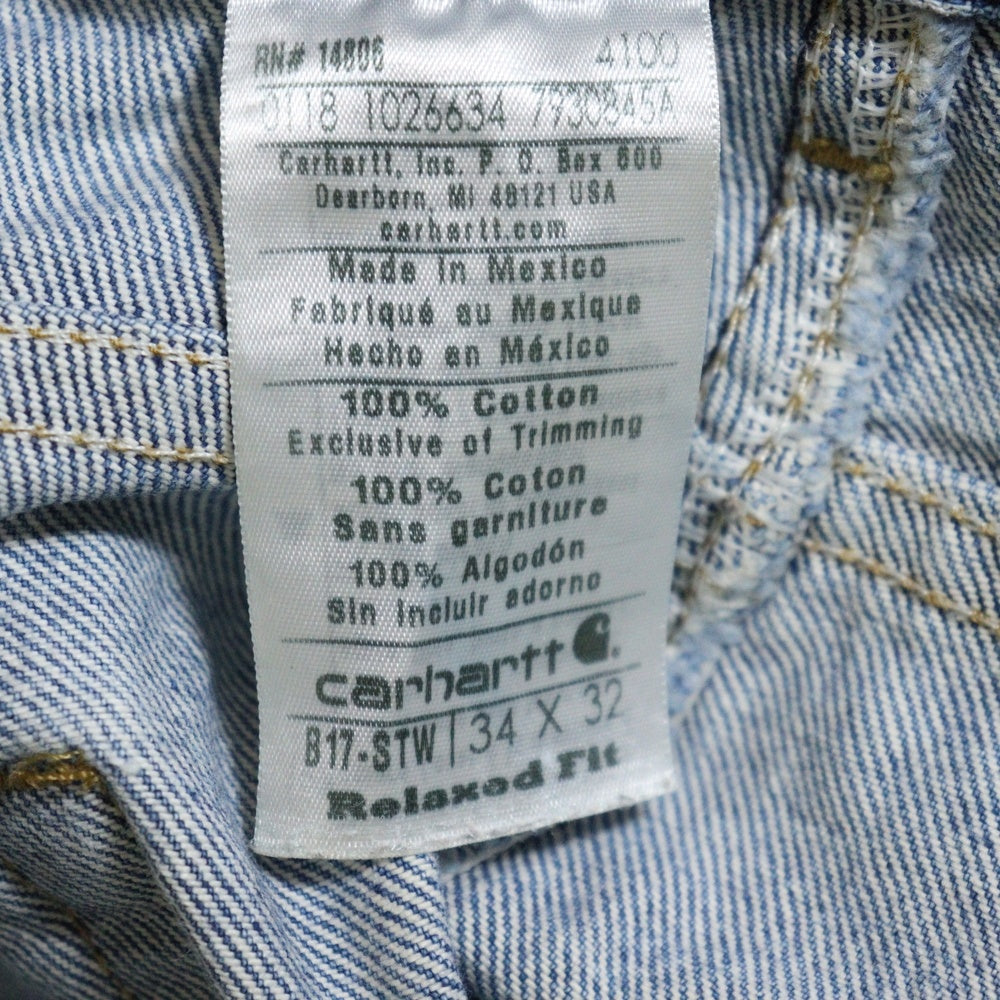 RN# 14806 4100
0118 1026634 7930845A
Carhartt, Inc. P. O. Box 600
Dearborn, MI 48121 USA
carhartt.com
Made in Mexico
Fabriqué au Mexique
Hecho en México
100% Cotton
Exclusive of Trimming
100% Coton
Sans garniture
100% Algodón
Sin incluir adorno
carhartt
B17-STW | 34 X 32
Relaxed Fit